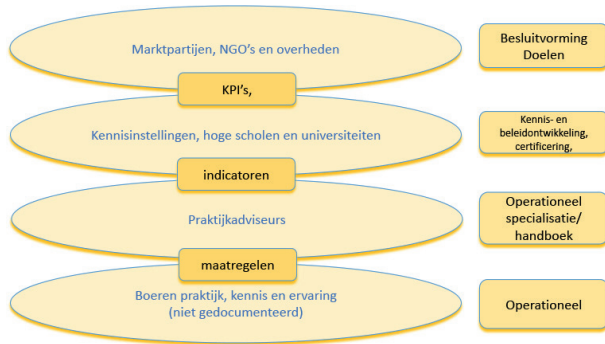 Marktpartijen, NGO's en overheden
Besluitvorming
Doelen
KPI's,
Kennisinstellingen, hoge scholen en universiteiten
Kennis- en
beleidontwikkeling,
certificering,
indicatoren
Praktijkadviseurs
Operationeel
specialisatie/
handboek
maatregelen
Boeren praktijk, kennis en ervaring
(niet gedocumenteerd)
Operationeel